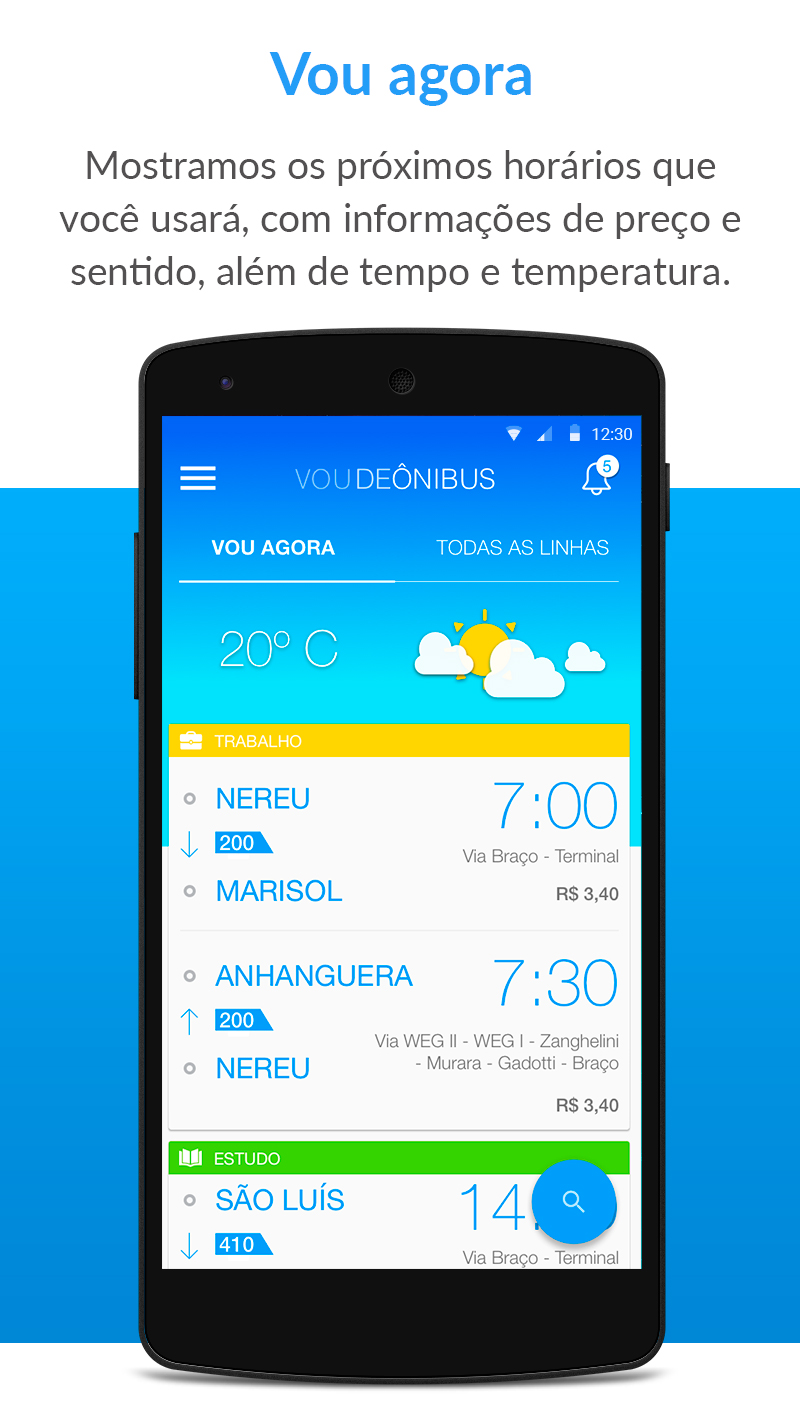 Vou agora
Mostramos os próximos horários que
você usará, com informações de preço e
sentido, além de tempo e temperatura.
12:30
VOUDEÔNIBUS
5
VOU AGORA
TODAS AS LINHAS
20º C
TRABALHO
NEREU
7:00
200
Via Braço - Terminal
MARISOL
R$ 3,40
ANHANGUERA
7:30
200
Via WEG II - WEG I - Zanghelini
- Murara - Gadotti - Braço
NEREU
R$ 3,40
ESTUDO
SÃO LUÍS
14
410
Via Braço - Terminal